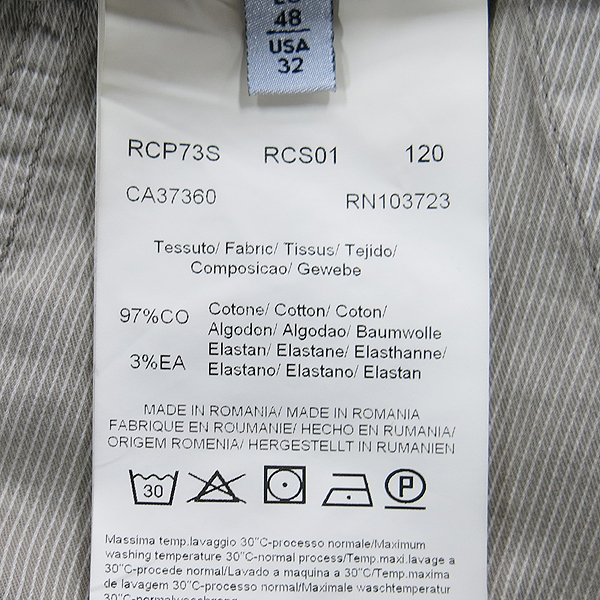 48
USA
32
RCP73S RCS01 120
CA37360 RN103723
Tessuto/ Fabric/ Tissus/ Tejido/
Composicao/ Gewebe
97%CO Cotone/ Cotton/ Coton/
Algodon/ Algodao/ Baumwolle
3%EA Elastan/ Elastane/ Elasthanne/
Elastano/ Elastano/ Elastan
MADE IN ROMANIA/ MADE IN ROMANIA
FABRIQUE EN ROUMANIE/ HECHO EN RUMANIA/
ORIGEM ROMENIA/ HERGESTELLT IN RUMANIEN
30 P
Massima temp.lavaggio 30"C-processo normale/Maximum
washing temperature 30"C-normal process/Temp.maxi.lavage a
30"C-procede normal/Lavado a maquina a 30"C/Temp.maxima
de lavagem 30"C-processo normal/Maximale waschtemperatur